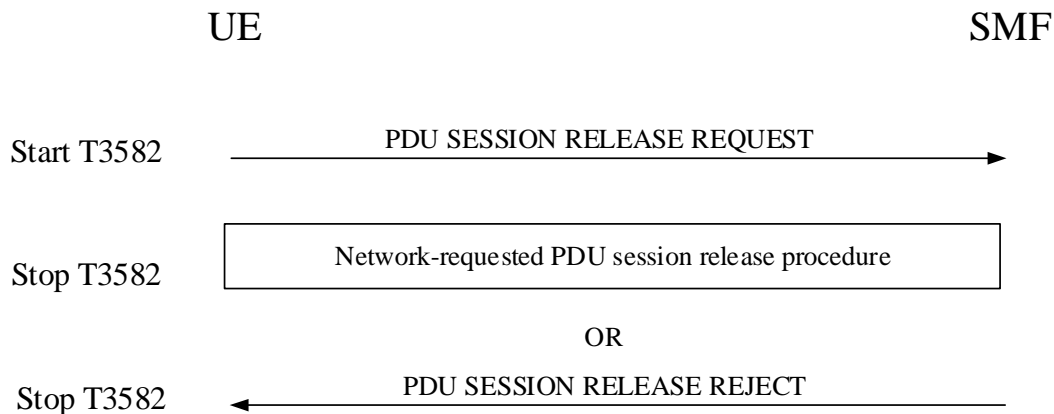 UE SMF
Start T3582 PDU SESSION RELEASE REQUEST
Stop T3582 Network-requested PDU session release procedure
OR
Stop T3582 PDU SESSION RELEASE REJECT